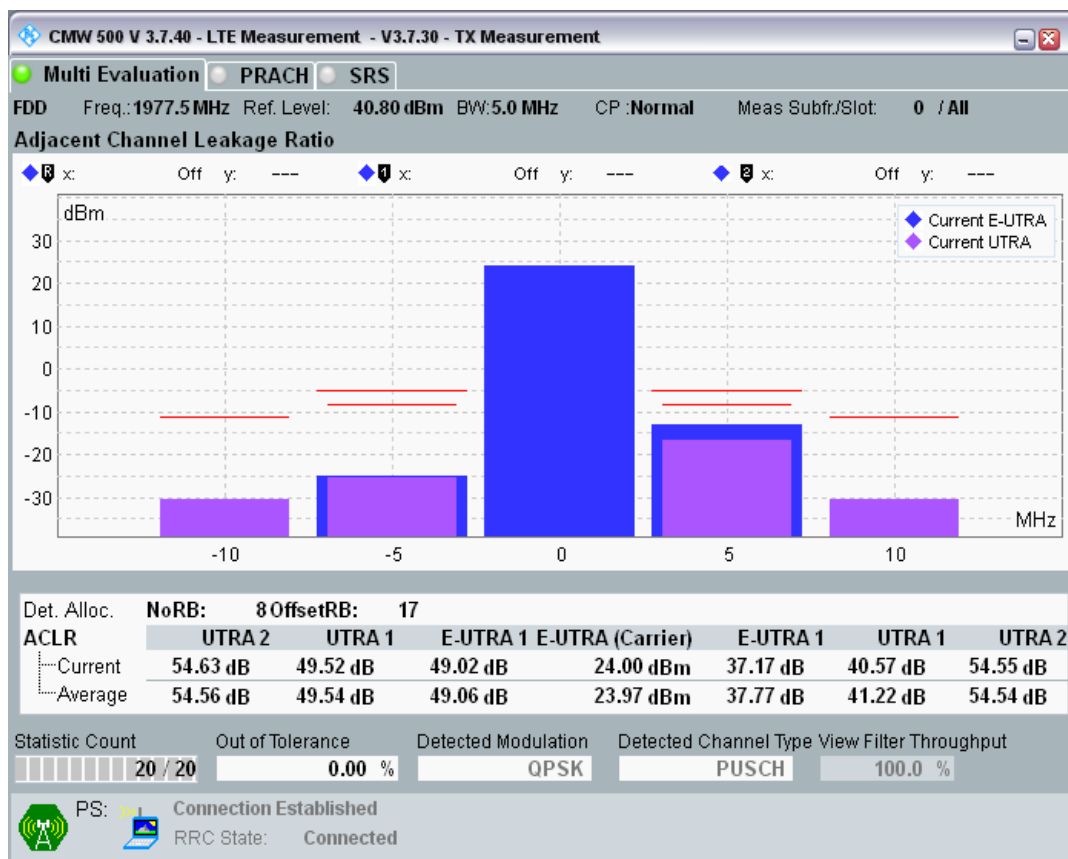 CMW 500 V 3.7.40 - LTE Measurement - V3.7.30 - TX Measurement
Multi Evaluation PRACH SRS
FDD Freq.: 1977.5 MHz Ref. Level: 40.80 dBm BW: 5.0 MHz CP : Normal Meas Subfr./Slot: 0 / All
Adjacent Channel Leakage Ratio
R x: Off y: --- 1 x: Off y: --- 2 x: Off y: ---
dBm
Current E-UTRA
Current UTRA
30
20
10
0
-10
-20
-30
MHz
-10 -5 0 5 10
Det. Alloc. NoRB: 8 OffsetRB: 17
ACLR UTRA 2 UTRA 1 E-UTRA 1 E-UTRA (Carrier) E-UTRA 1 UTRA 1 UTRA 2
Current 54.63 dB 49.52 dB 49.02 dB 24.00 dBm 37.17 dB 40.57 dB 54.55 dB
Average 54.56 dB 49.54 dB 49.06 dB 23.97 dBm 37.77 dB 41.22 dB 54.54 dB
Statistic Count Out of Tolerance Detected Modulation Detected Channel Type View Filter Throughput
20 / 20 0.00 % QPSK PUSCH 100.0 %
PS: Connection Established
RRC State: Connected